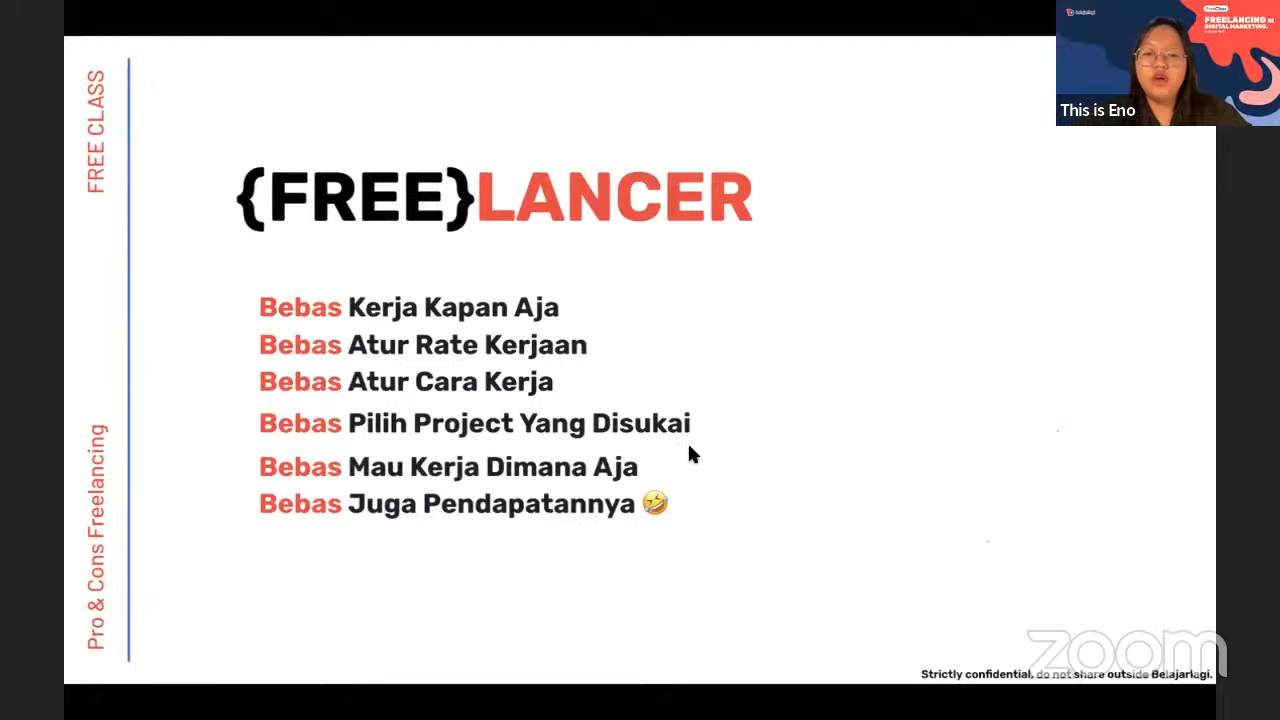 FREE CLASS
Pro & Cons Freelancing
{FREE}LANCER
Bebas Kerja Kapan Aja
Bebas Atur Rate Kerjaan
Bebas Atur Cara Kerja
Bebas Pilih Project Yang Disukai
Bebas Mau Kerja Dimana Aja
Bebas Juga Pendapatannya 🤣
Strictly confidential, do not share outside Belajarlagi.
zoom
belajarlagi
FreeClass
FREELANCING IN
DIGITAL MARKETING.
This is Eno